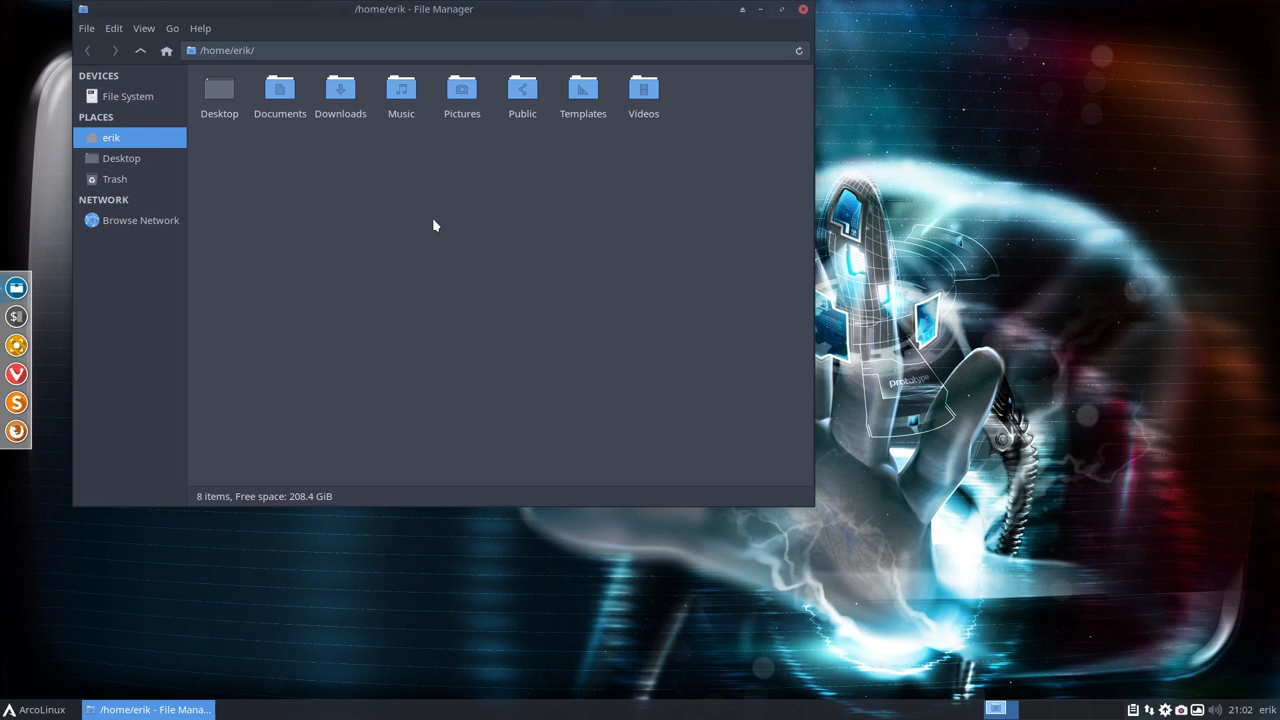 /home/erik - File Manager
File Edit View Go Help
/home/erik/
DEVICES
File System
PLACES
erik
Desktop
Trash
NETWORK
Browse Network
Desktop Documents Downloads Music Pictures Public Templates Videos
8 items, Free space: 208.4 GiB
prototype
$
S
ArcoLinux /home/erik - File Mana... 21:02 erik